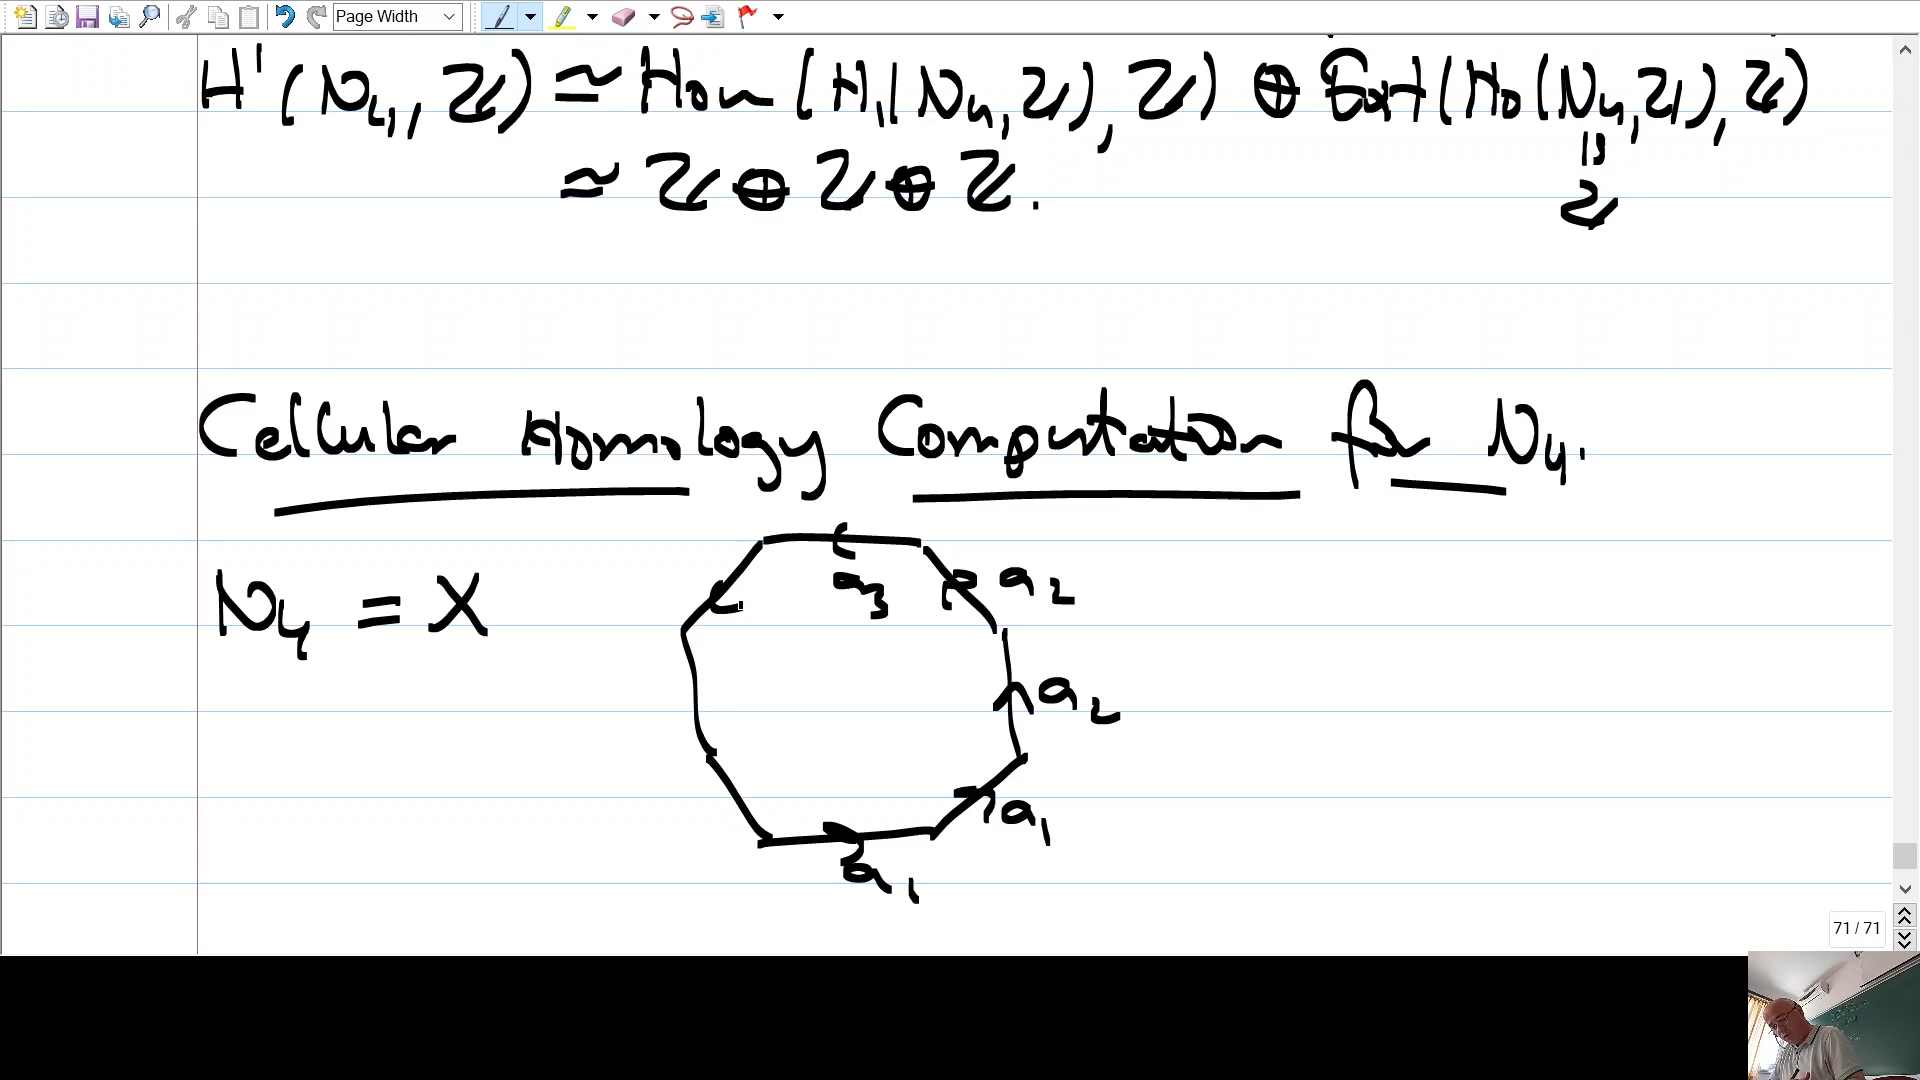 Page Width
H¹(N₄, ℤ) ≃ Hom(H₁(N₄, ℤ), ℤ) ⊕ Ext(H₀(N₄, ℤ), ℤ)
≃ ℤ ⊕ ℤ ⊕ ℤ.
ℤ
Cellular Homology Computation for N₄.
N₄ = X
a₃
a₂
a₂
a₁
a₁
71 / 71